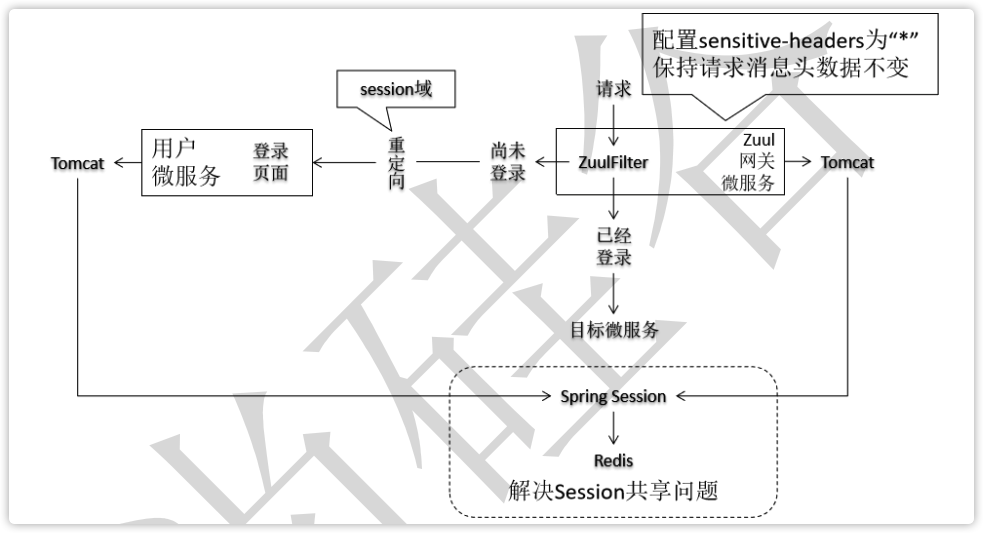 配置sensitive-headers为“*”
保持请求消息头数据不变
session域
请求
Tomcat
用户
微服务
登录
页面
重
定
向
尚未
登录
ZuulFilter
Zuul
网关
微服务
Tomcat
已经
登录
目标微服务
Spring Session
Redis
解决Session共享问题
尚硅谷